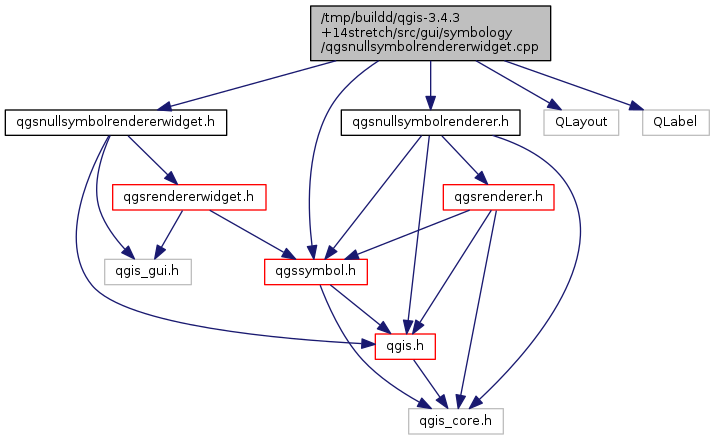 /tmp/buildd/qgis-3.4.3
+14stretch/src/gui/symbology
/qgsnullsymbolrendererwidget.cpp
qgsnullsymbolrendererwidget.h
qgsnullsymbolrenderer.h
QLayout
QLabel
qgsrendererwidget.h
qgsrenderer.h
qgis_gui.h
qgssymbol.h
qgis.h
qgis_core.h